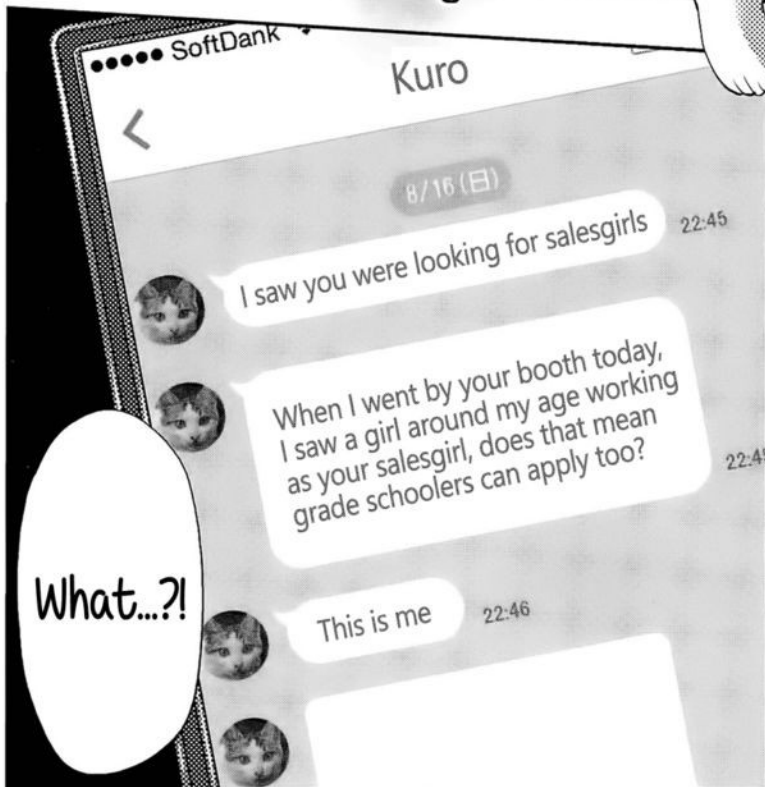 SoftDank
Kuro
8/16(日)
I saw you were looking for salesgirls
22:45
When I went by your booth today,
I saw a girl around my age working
as your salesgirl, does that mean
grade schoolers can apply too?
What...?!
This is me
22:46